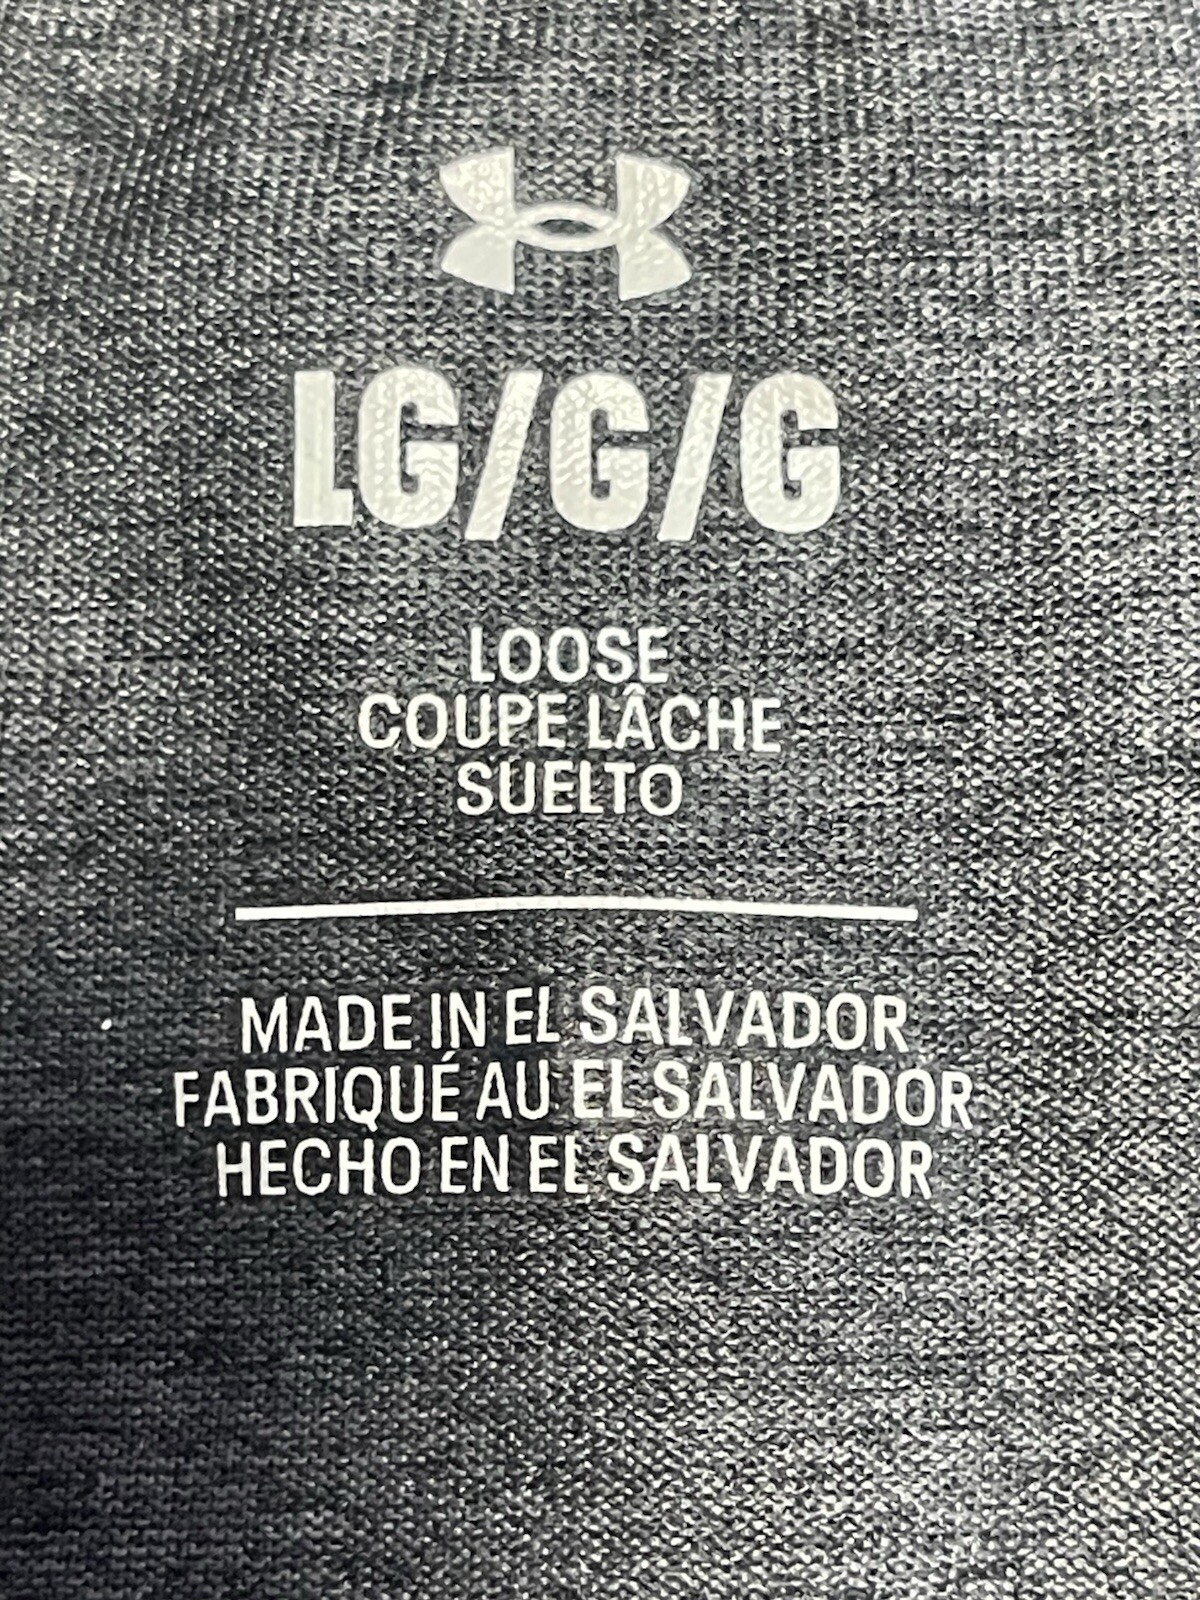 LG/G/G
LOOSE
COUPE LÂCHE
SUELTO
MADE IN EL SALVADOR
FABRIQUÉ AU EL SALVADOR
HECHO EN EL SALVADOR